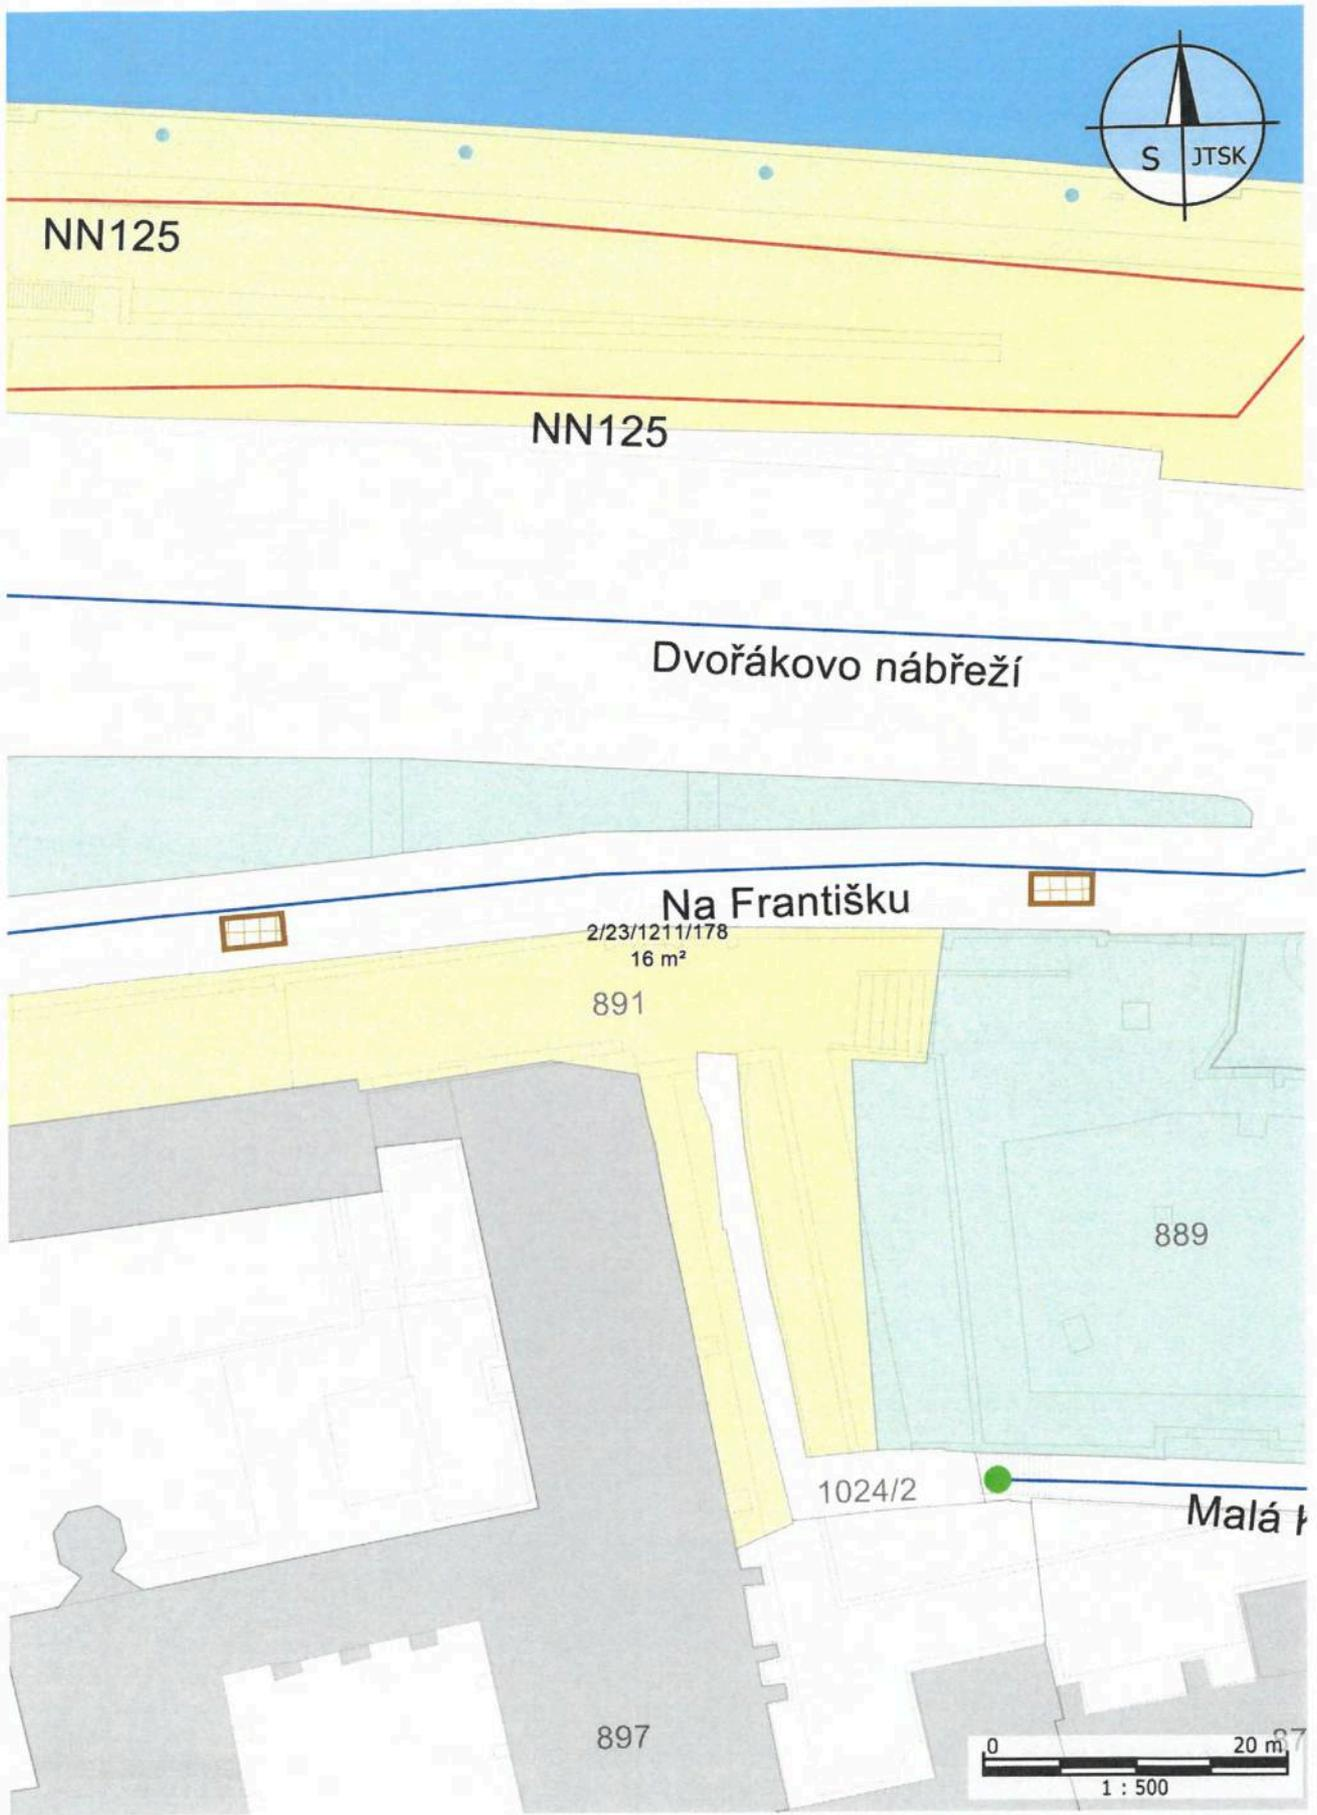 S JTSK
NN125
NN125
Dvořákovo nábřeží
Na Františku
2/23/1211/178
16 m²
891
889
1024/2
Malá
897
0 20 m
1 : 500